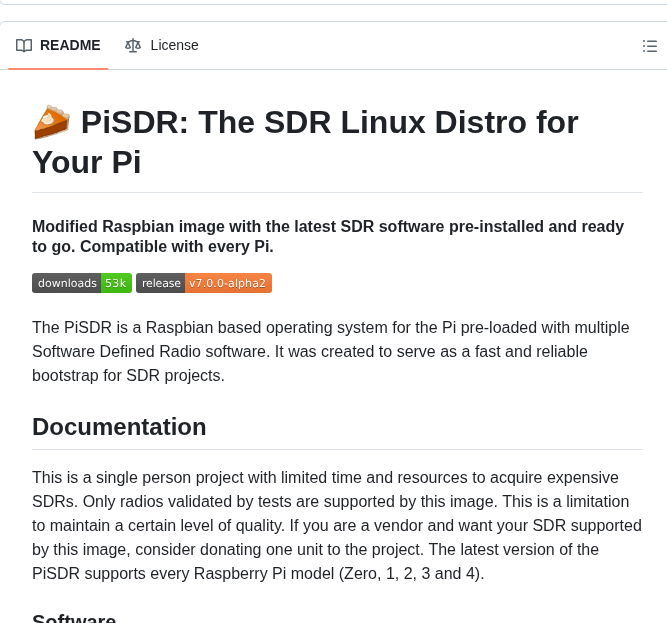 README
License
PiSDR: The SDR Linux Distro for
Your Pi
Modified Raspbian image with the latest SDR software pre-installed and ready
to go. Compatible with every Pi.
downloads 53k release v7.0.0-alpha2
The PiSDR is a Raspbian based operating system for the Pi pre-loaded with multiple
Software Defined Radio software. It was created to serve as a fast and reliable
bootstrap for SDR projects.
Documentation
This is a single person project with limited time and resources to acquire expensive
SDRs. Only radios validated by tests are supported by this image. This is a limitation
to maintain a certain level of quality. If you are a vendor and want your SDR supported
by this image, consider donating one unit to the project. The latest version of the
PiSDR supports every Raspberry Pi model (Zero, 1, 2, 3 and 4).
Software